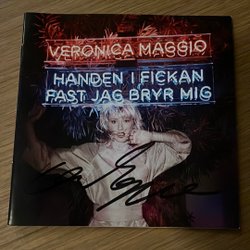 VERONICA MAGGIO
HANDEN I FICKAN
FAST JAG BRYR MIG